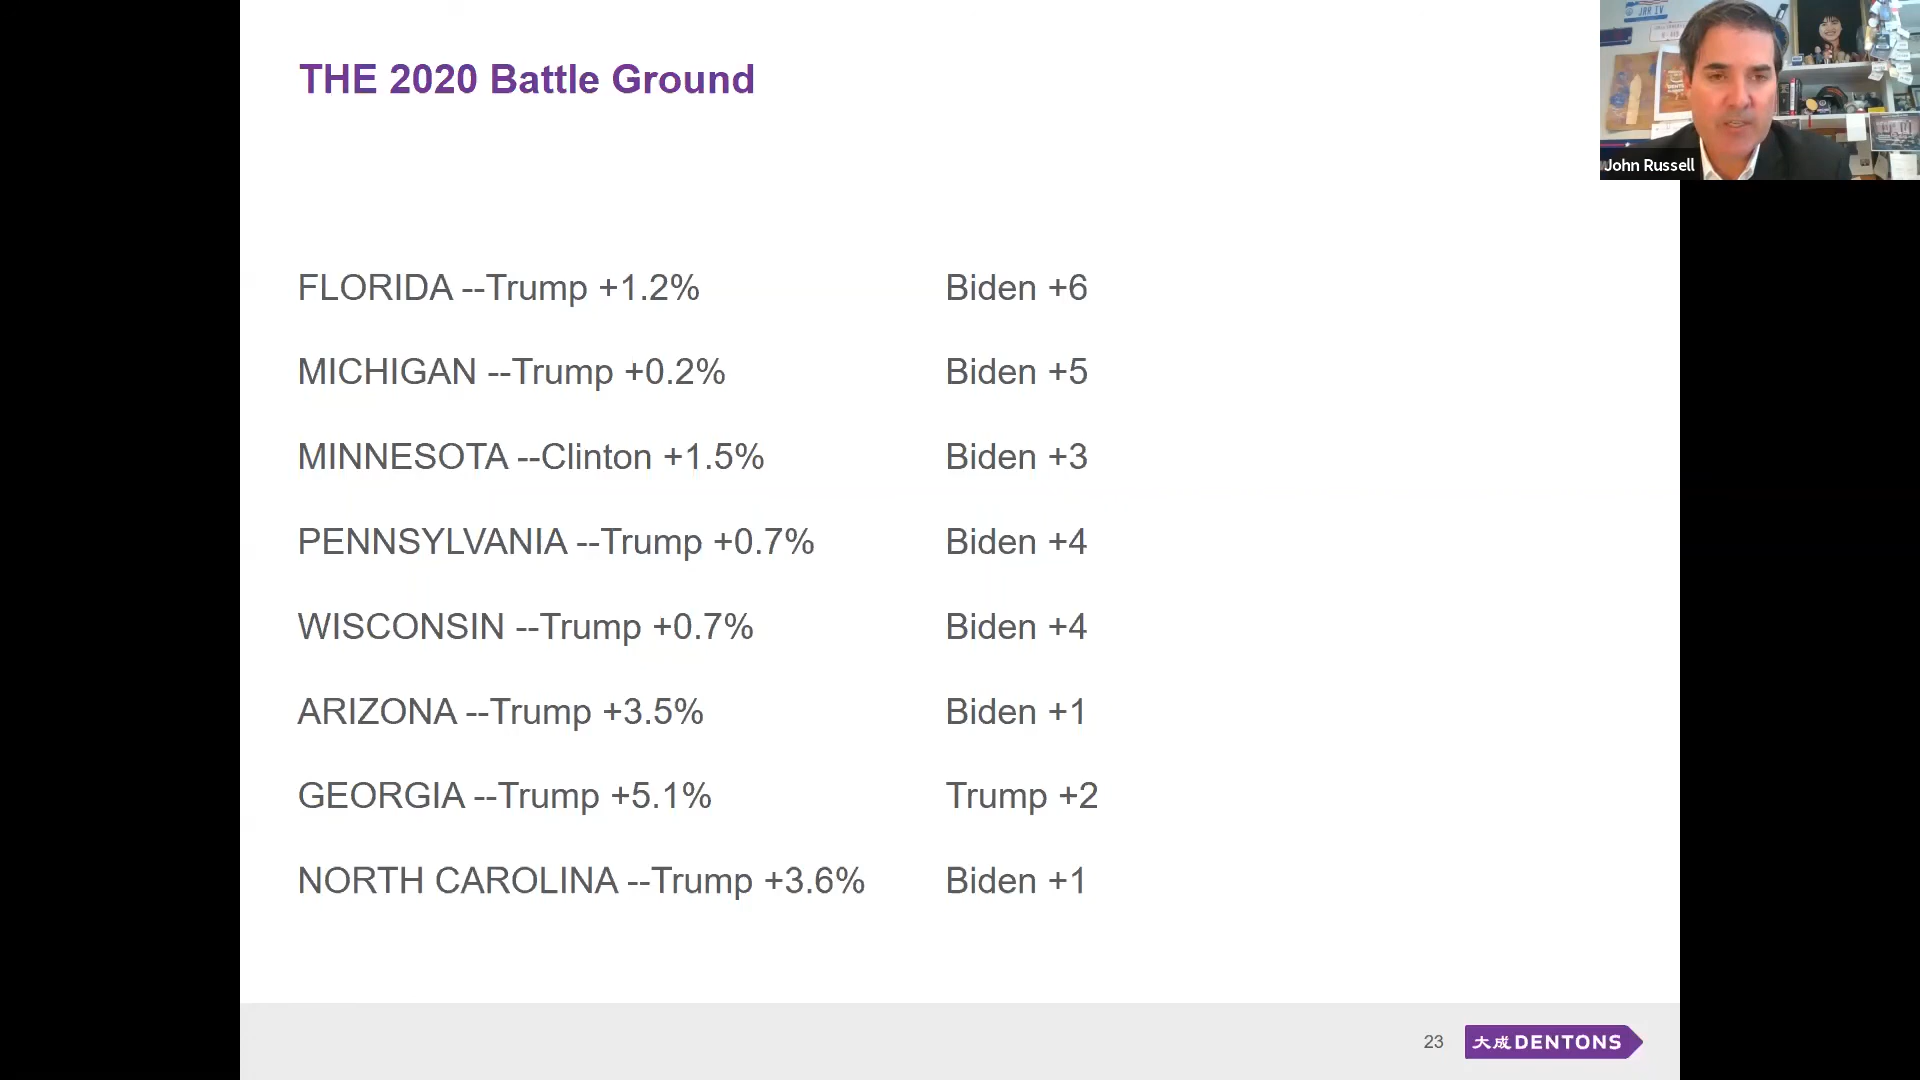 THE 2020 Battle Ground
JRR IV
John Russell
FLORIDA --Trump +1.2% Biden +6
MICHIGAN --Trump +0.2% Biden +5
MINNESOTA --Clinton +1.5% Biden +3
PENNSYLVANIA --Trump +0.7% Biden +4
WISCONSIN --Trump +0.7% Biden +4
ARIZONA --Trump +3.5% Biden +1
GEORGIA --Trump +5.1% Trump +2
NORTH CAROLINA --Trump +3.6% Biden +1
23 大成 DENTONS